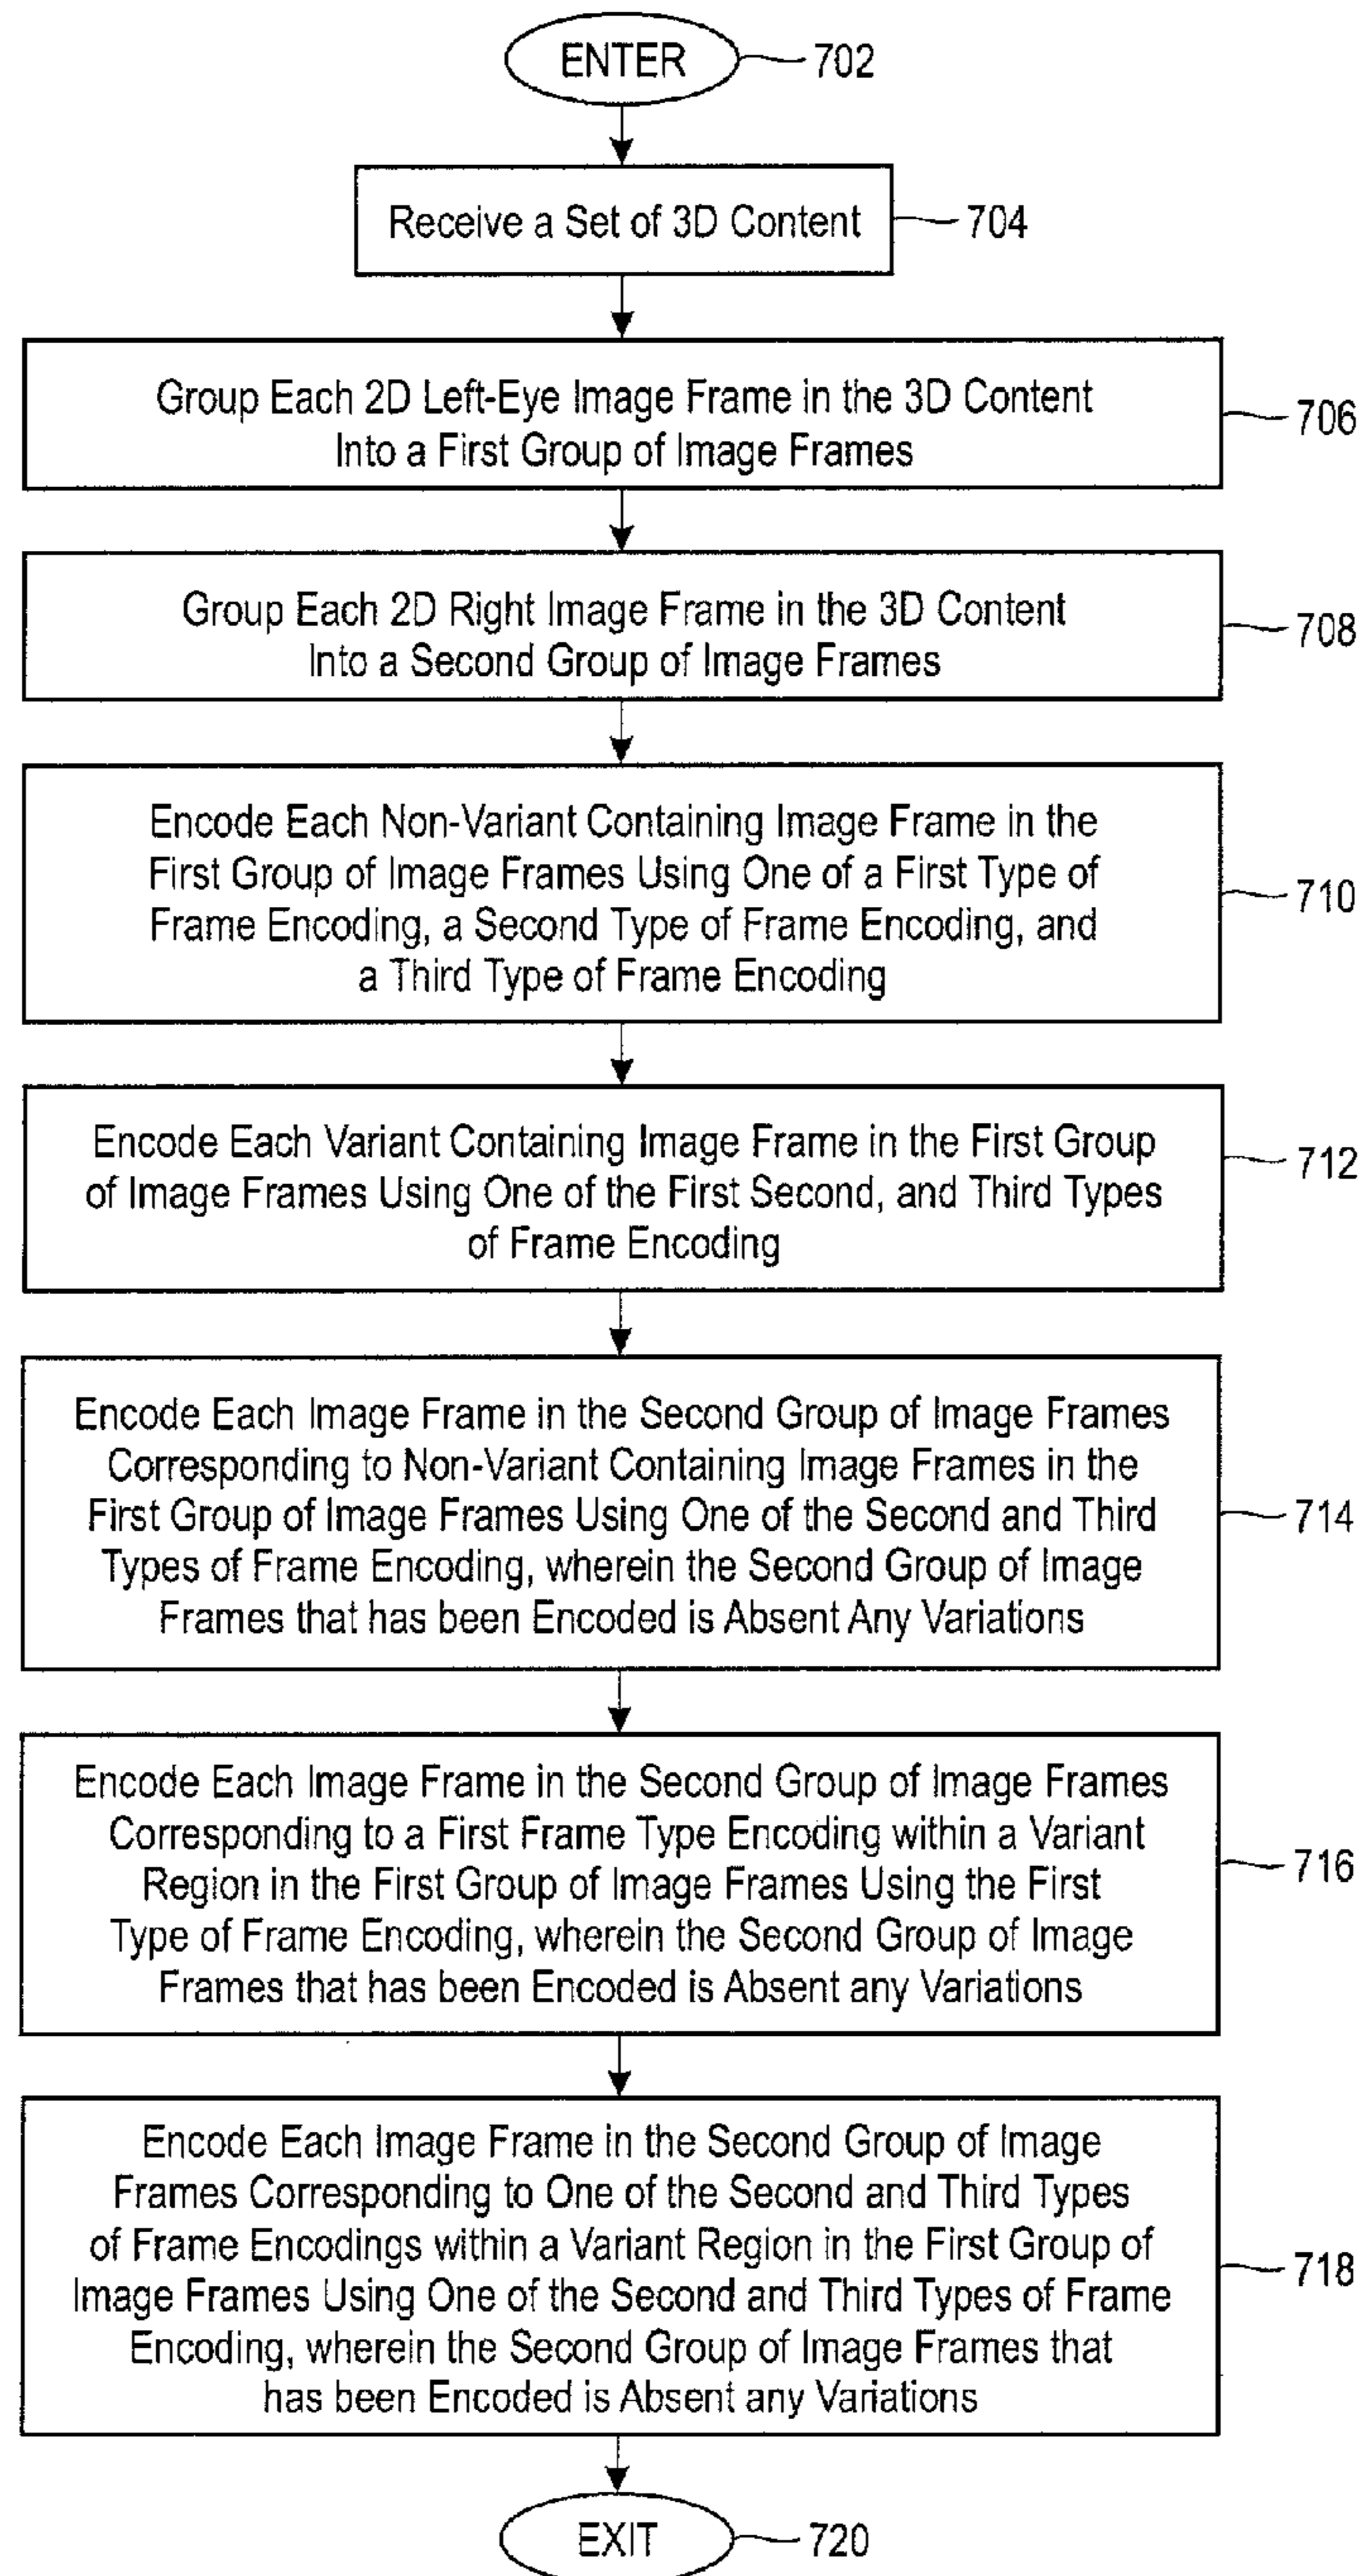 ENTER
702
Receive a Set of 3D Content
704
Group Each 2D Left-Eye Image Frame in the 3D Content
Into a First Group of Image Frames
706
Group Each 2D Right Image Frame in the 3D Content
Into a Second Group of Image Frames
708
Encode Each Non-Variant Containing Image Frame in the
First Group of Image Frames Using One of a First Type of
Frame Encoding, a Second Type of Frame Encoding, and
a Third Type of Frame Encoding
710
Encode Each Variant Containing Image Frame in the First Group
of Image Frames Using One of the First Second, and Third Types
of Frame Encoding
712
Encode Each Image Frame in the Second Group of Image Frames
Corresponding to Non-Variant Containing Image Frames in the
First Group of Image Frames Using One of the Second and Third
Types of Frame Encoding, wherein the Second Group of Image
Frames that has been Encoded is Absent Any Variations
714
Encode Each Image Frame in the Second Group of Image Frames
Corresponding to a First Frame Type Encoding within a Variant
Region in the First Group of Image Frames Using the First
Type of Frame Encoding, wherein the Second Group of Image
Frames that has been Encoded is Absent any Variations
716
Encode Each Image Frame in the Second Group of Image
Frames Corresponding to One of the Second and Third Types
of Frame Encodings within a Variant Region in the First Group of
Image Frames Using One of the Second and Third Types of Frame
Encoding, wherein the Second Group of Image Frames that
has been Encoded is Absent any Variations
718
EXIT
720